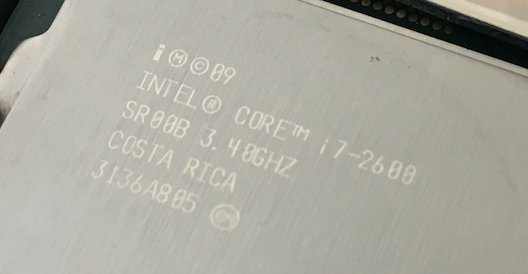 i Ⓜ©09
INTEL® CORE™ i7-2600
SR00B 3.40GHZ
COSTA RICA
3136A805